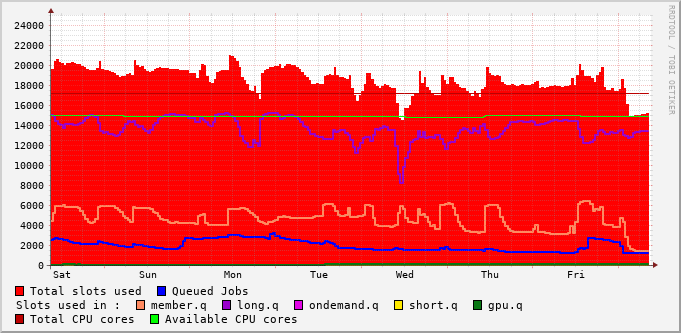 24000
22000
20000
18000
16000
14000
12000
10000
8000
6000
4000
2000
0
Sat Sun Mon Tue Wed Thu Fri
RRDTOOL / TOBI OETIKER
Total slots used Queued Jobs
Slots used in : member.q long.q ondemand.q short.q gpu.q
Total CPU cores Available CPU cores